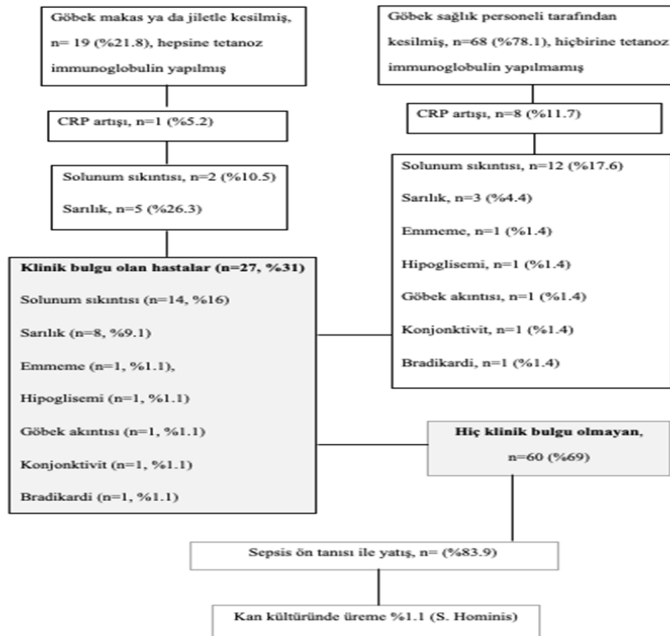 Göbek makas ya da jiletle kesilmiş,
n= 19 (%21.8), hepsine tetanoz
immunoglobulin yapılmış
Göbek sağlık personeli tarafından
kesilmiş, n=68 (%78.1), hiçbirine tetanoz
immunoglobulin yapılmamış
CRP artişı, n=1 (%5.2)
CRP artışı, n=8 (%11.7)
Solunum sıkıntısı, n=2 (%10.5)
Sarılık, n=5 (%26.3)
Solunum sıkıntısı, n=12 (%17.6)
Sarılık, n=3 (%4.4)
Emmeme, n=1 (%1.4)
Hipoglisemi, n=1 (%1.4)
Göbek akıntısı, n=1 (%1.4)
Konjonktivit, n=1 (%1.4)
Bradikardi, n=1 (%1.4)
Klinik bulgu olan hastalar (n=27, %31)
Solunum sıkıntısı (n=14, %16)
Sarılık (n=8, %9.1)
Emmeme (n=1, %1.1),
Hipoglisemi (n=1, %1.1)
Göbek akıntısı (n=1, %1.1)
Konjonktivit (n=1, %1.1)
Bradikardi (n=1, %1.1)
Hiç klinik bulgu olmayan,
n=60 (%69)
Sepsis ön tanısı ile yatış, n= (%83.9)
Kan kültüründe üreme %1.1 (S. Hominis)